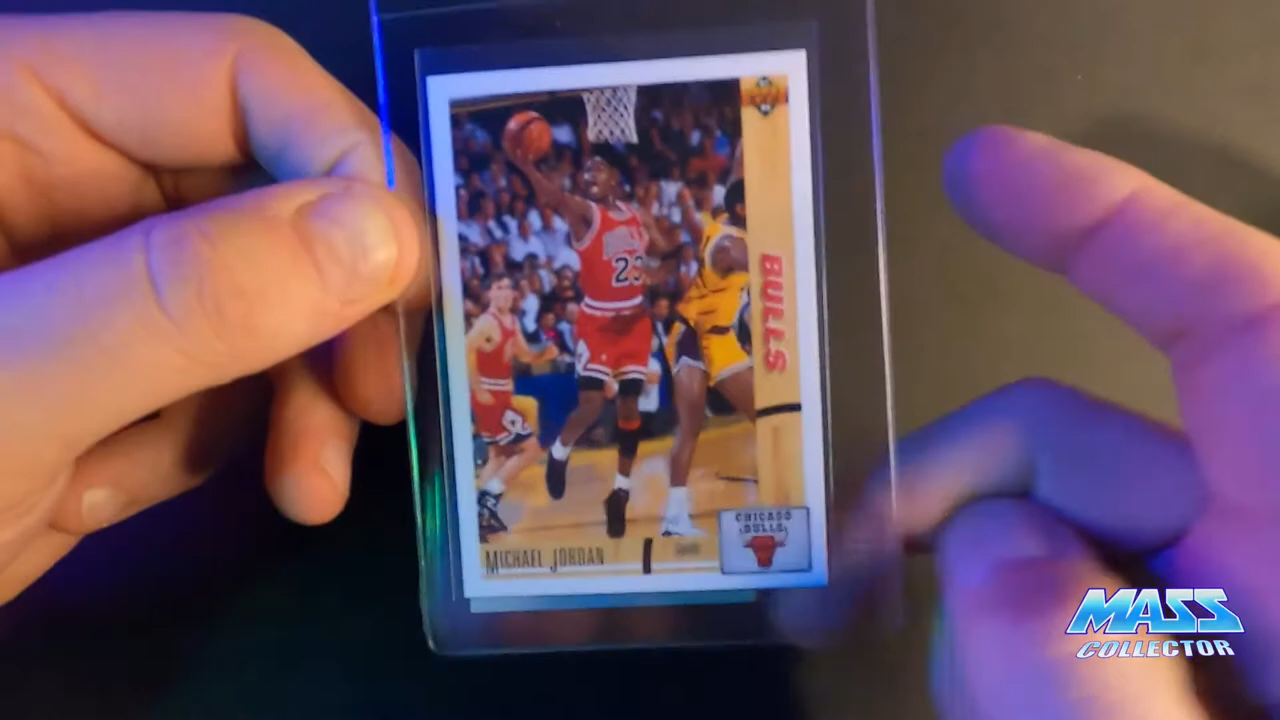 BULLS
23
BULLS
CHICAGO
BULLS
MICHAEL JORDAN
MASS
COLLECTOR